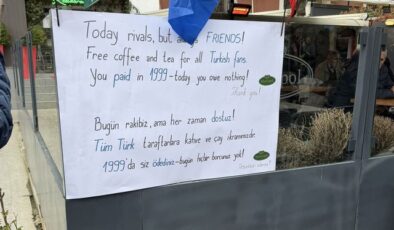 Today rivals, but always FRIENDS!
Free coffee and tea for all Turkish fans.
You paid in 1999 - today you owe nothing!
Thank you!
Bugün rakibiz, ama her zaman dostuz!
Tüm Türk taraftarlara kahve ve çay ikramımızdır.
1999'da siz ödediniz - bugün hiçbir borcunuz yok!